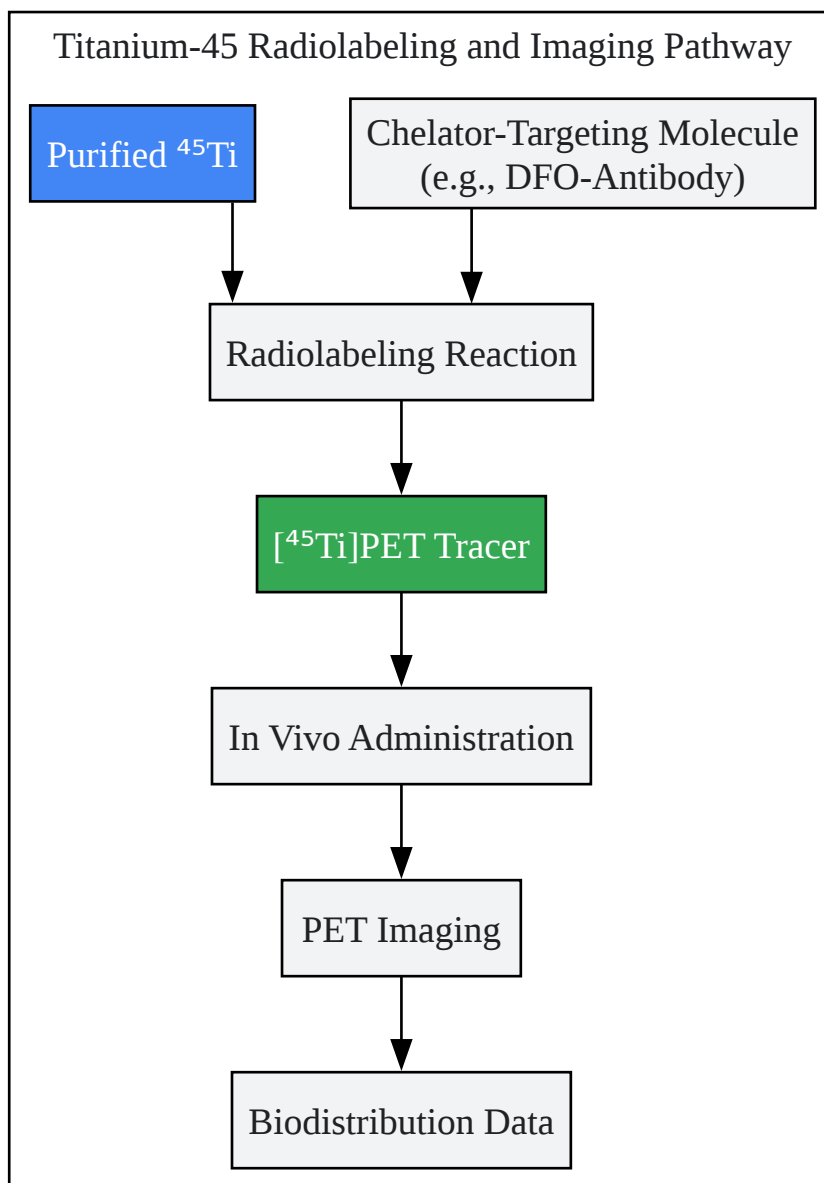 Titanium-45 Radiolabeling and Imaging Pathway
Purified ⁴⁵Ti
Chelator-Targeting Molecule
(e.g., DFO-Antibody)
Radiolabeling Reaction
[⁴⁵Ti]PET Tracer
In Vivo Administration
PET Imaging
Biodistribution Data